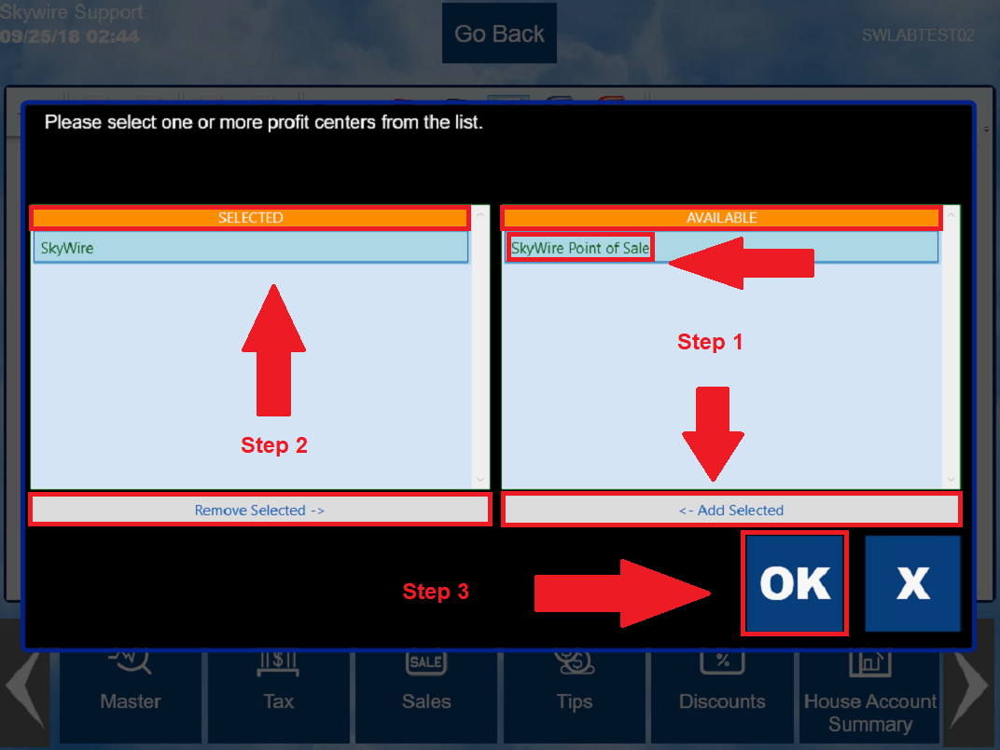 Skywire Support
09/25/18 02:44
Go Back
SWLABTEST02
Please select one or more profit centers from the list.
SELECTED
AVAILABLE
SkyWire
SkyWire Point of Sale
Step 1
Step 2
Remove Selected ->
<- Add Selected
Step 3
OK
X
SALE
%
Master
Tax
Sales
Tips
Discounts
House Account
Summary